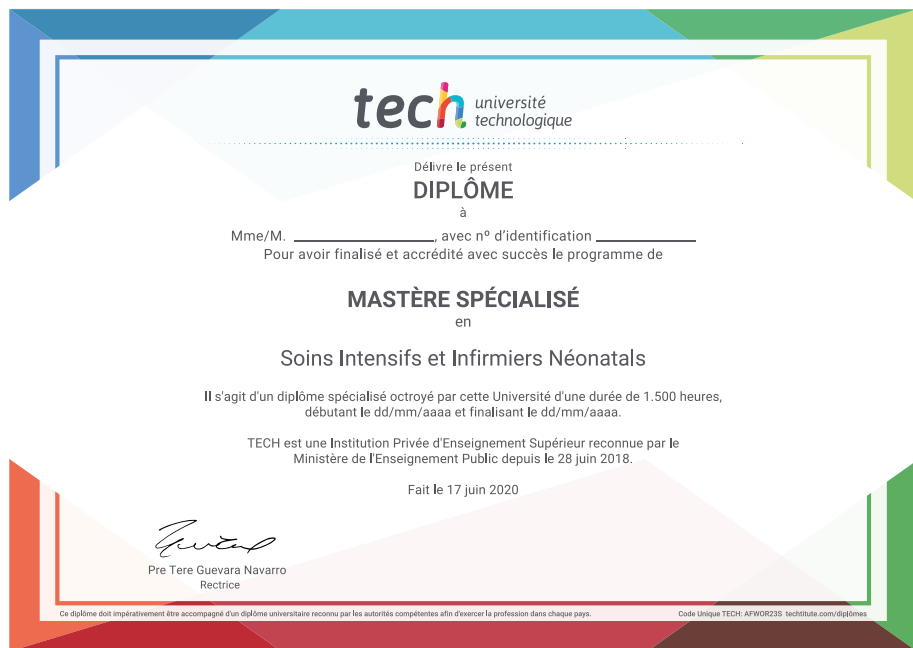 tech université
technologique
Délivre le présent
DIPLÔME
à
Mme/M. ____________________, avec nº d'identification ______________
Pour avoir finalisé et accrédité avec succès le programme de
MASTÈRE SPÉCIALISÉ
en
Soins Intensifs et Infirmiers Néonatals
Il s'agit d'un diplôme spécialisé octroyé par cette Université d'une durée de 1.500 heures,
débutant le dd/mm/aaaa et finalisant le dd/mm/aaaa.
TECH est une Institution Privée d'Enseignement Supérieur reconnue par le
Ministère de l'Enseignement Public depuis le 28 juin 2018.
Fait le 17 juin 2020
Pre Tere Guevara Navarro
Rectrice
Ce diplôme doit impérativement être accompagné d'un diplôme universitaire reconnu par les autorités compétentes afin d'exercer la profession dans chaque pays.
Code Unique TECH: AFWOR23S techtitute.com/diplômes